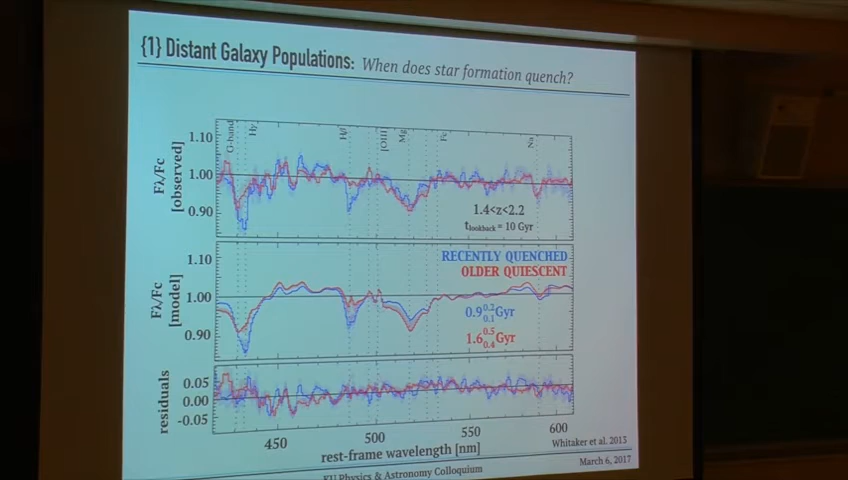 {1} Distant Galaxy Populations: When does star formation quench?
G-band Hγ Hβ [OIII] Mg Fe Na
1.10
1.00
0.90
Fλ/Fc
[observed]
1.4<z<2.2
tlookback = 10 Gyr
1.10
1.00
0.90
Fλ/Fc
[model]
RECENTLY QUENCHED
OLDER QUIESCENT
0.9 0.2 0.1 Gyr
1.6 0.5 0.4 Gyr
residuals
0.05
0.00
-0.05
450 500 550 600
rest-frame wavelength [nm]
Whitaker et al. 2013
KU Physics & Astronomy Colloquium
March 6, 2017